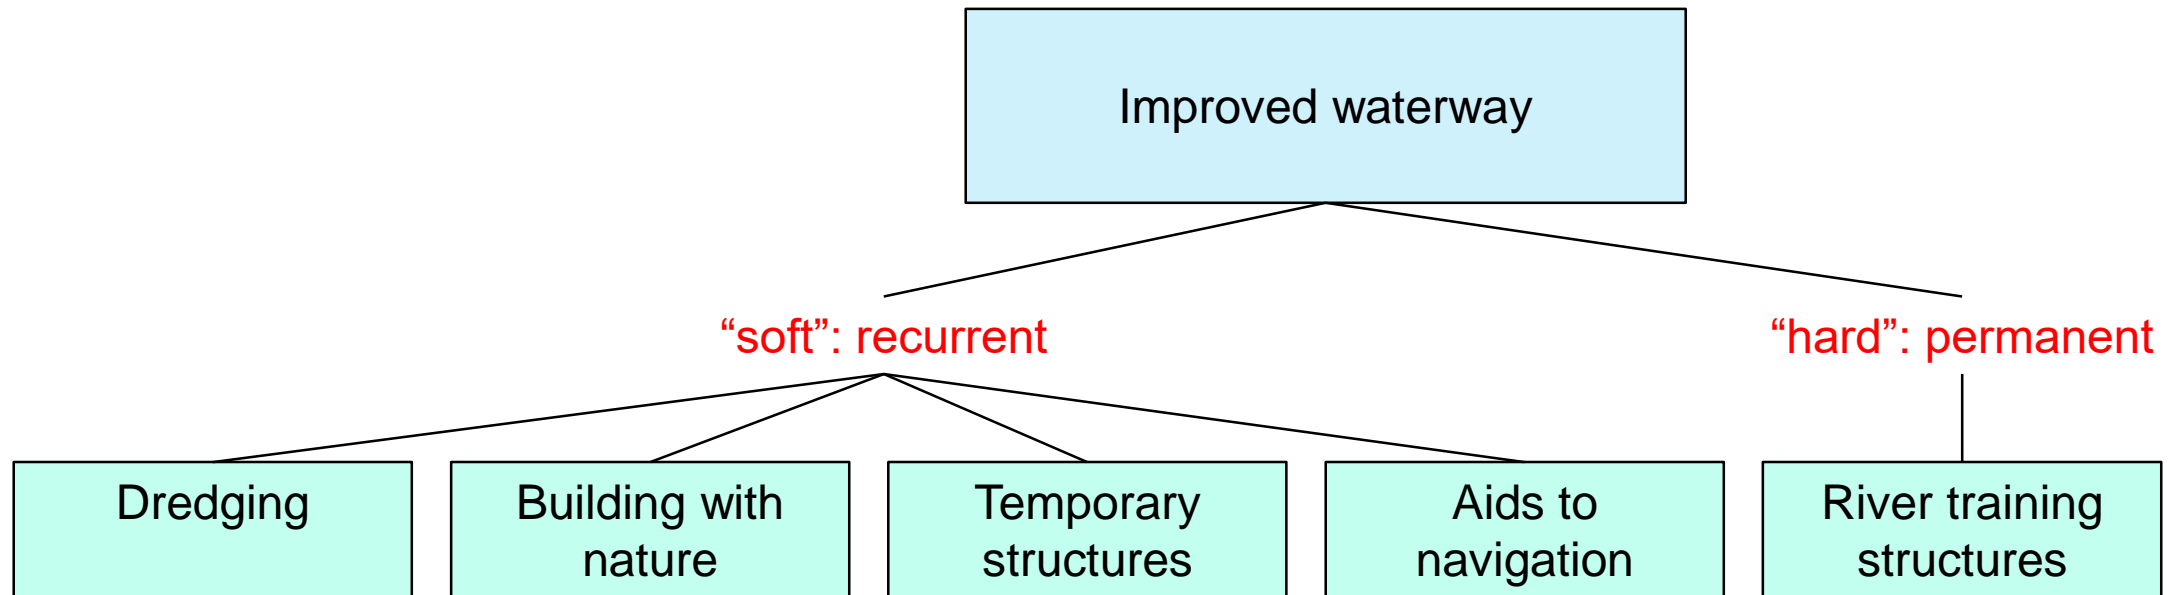 Improved waterway
“soft”: recurrent
“hard”: permanent
Dredging
Building with
nature
Temporary
structures
Aids to
navigation
River training
structures